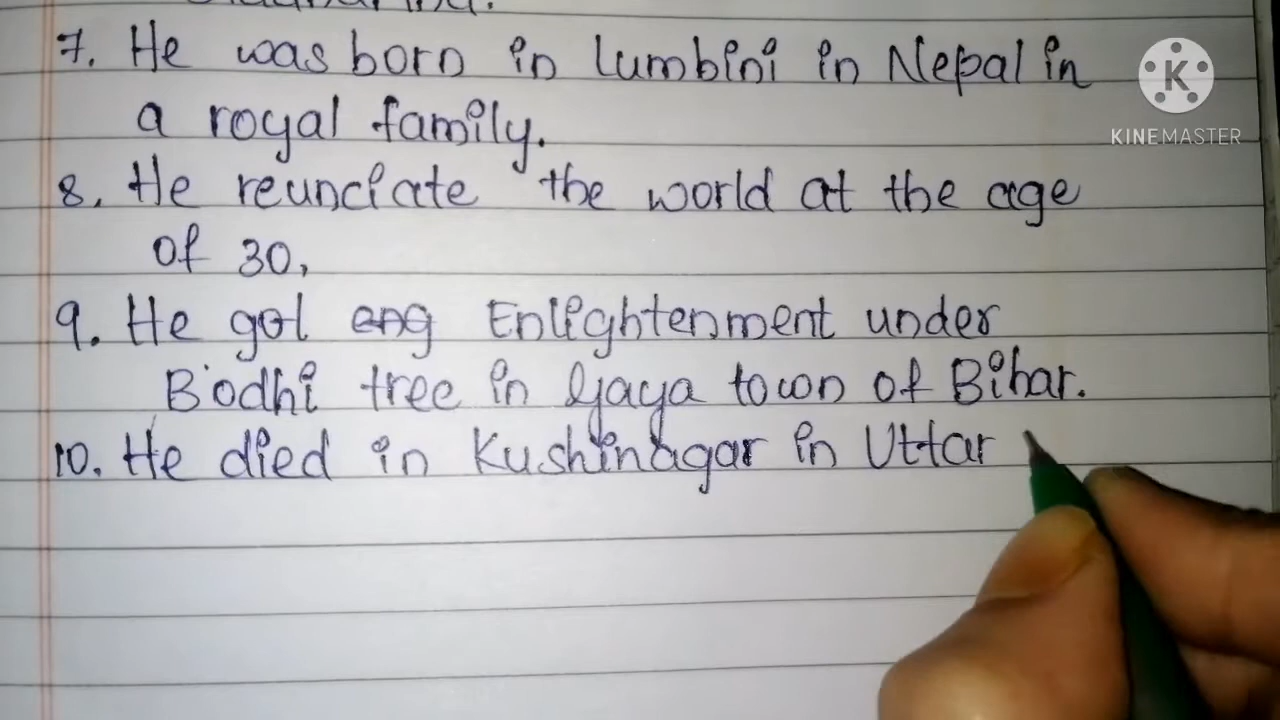 7. He was born in Lumbini in Nepal in
a royal family.
8. He reunciate the world at the age
of 30,
9. He got eng Enlightenment under
Bodhi tree in Gaya town of Bihar.
10. He died in Kushinagar in Uttar
K
KINEMASTER